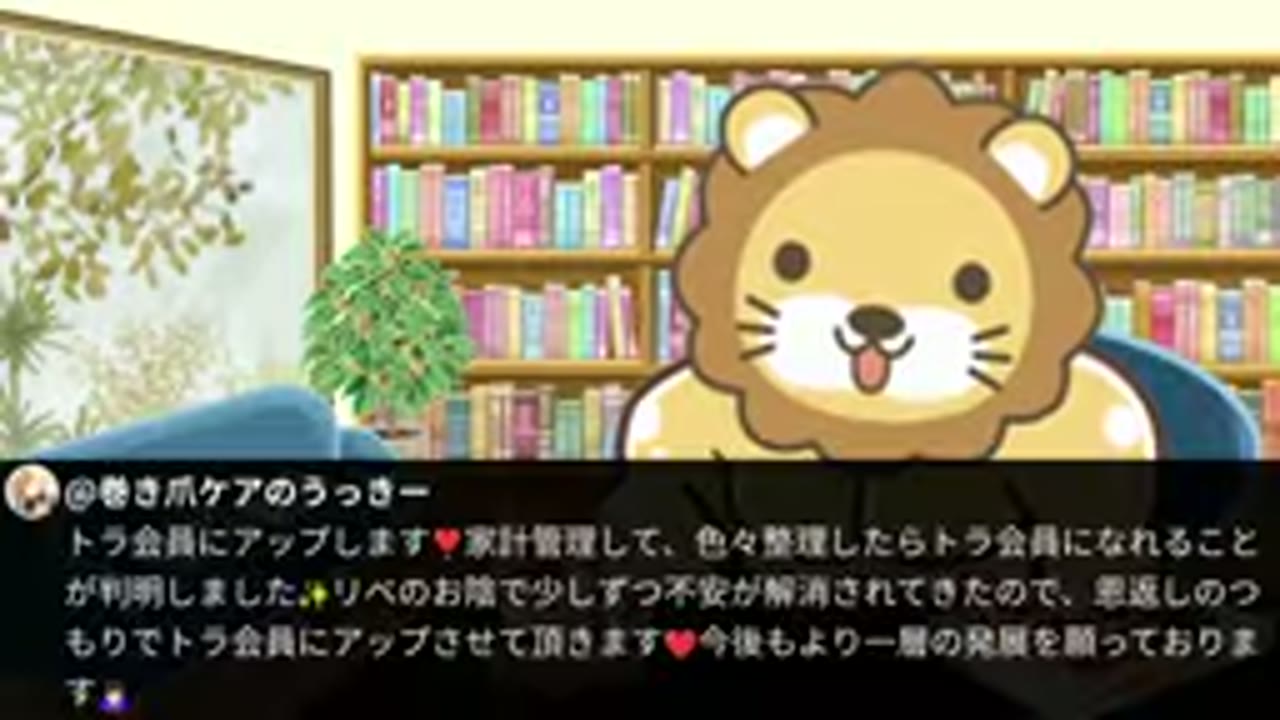 @巻き爪ケアのうっきー
トラ会員にアップします♥家計管理して、色々整理したらトラ会員になれること
が判明しました✨リベのお陰で少しずつ不安が解消されてきたので、恩返しのつ
もりでトラ会員にアップさせて頂きます♥今後もより一層の発展を願っておりま
す🙇‍♀️